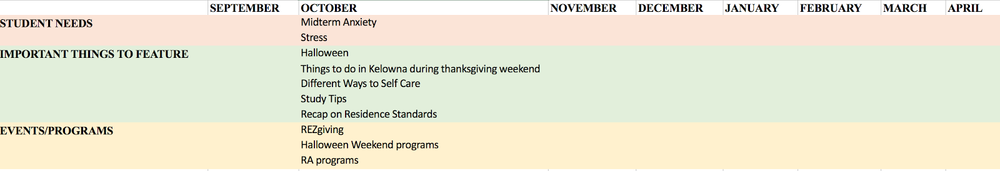 SEPTEMBER OCTOBER NOVEMBER DECEMBER JANUARY FEBRUARY MARCH APRIL
STUDENT NEEDS Midterm Anxiety
Stress
IMPORTANT THINGS TO FEATURE Halloween
Things to do in Kelowna during thanksgiving weekend
Different Ways to Self Care
Study Tips
Recap on Residence Standards
EVENTS/PROGRAMS REZgiving
Halloween Weekend programs
RA programs